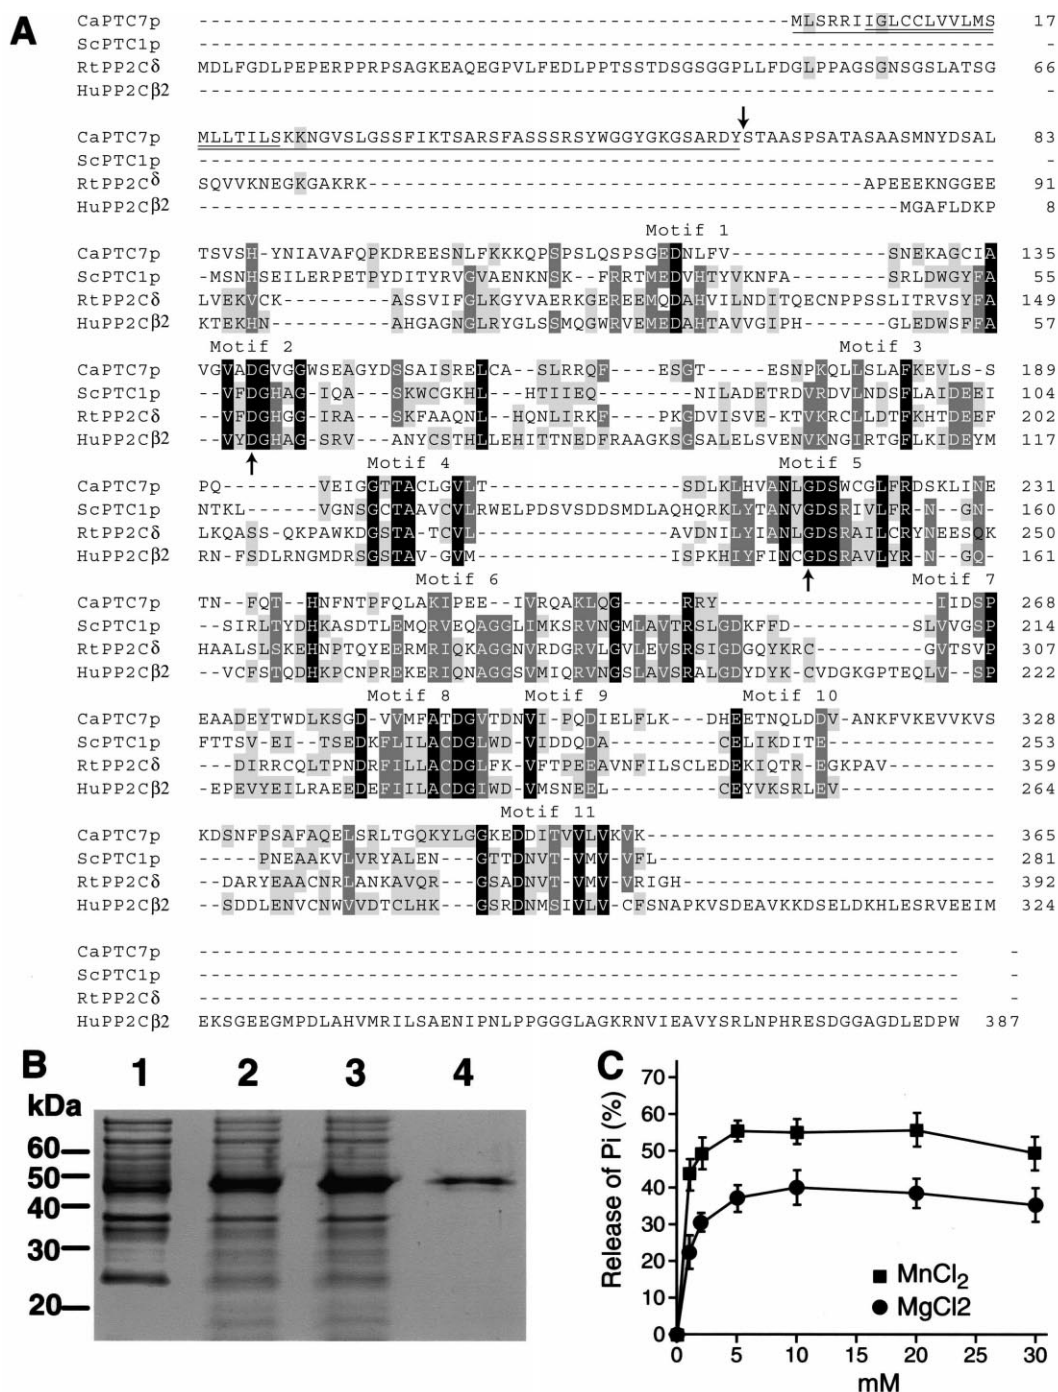 A
CaPTC7p --------------------------------------------------MLSRRIIGLCCLVVLMS 17
ScPTC1p ------------------------------------------------------------------- -
RtPP2Cδ MDLFGDLPEPERPPRPSAGKEAQEGPVLFEDLPPTSSTDSGSGGPLLFDGLPPAGSGNSGSLATSG 66
HuPP2Cβ2 ------------------------------------------------------------------- -
CaPTC7p MLLTILSKKNGVSLGSSFIKTSARSFASSSRSYWGGYGKGSARDYSTAASPSATASAASMNYDSAL 83
ScPTC1p ------------------------------------------------------------------- -
RtPP2Cδ SQVVKNEGKGAKRK------------------------------------------APEEEKNGGEE 91
HuPP2Cβ2 -----------------------------------------------------------MGAFLDKP 8
Motif 1
CaPTC7p TSVSH-YNIAVAFQPKDREESNLFKKKQPSPSLQSPSGEDNLFV-------------SNEKAGCIA 135
ScPTC1p -MSNHSEILERPETPYDITYRVGVAENKNSK--FRRTMEDVHTYVKNFA------SRLDWGYFA 55
RtPP2Cδ LVEKVCK---------ASSVIFGLKGYVAERKGEREEMQDAHVILNDITQECNPPSSLITRVSYFA 149
HuPP2Cβ2 KTEKHN----------AHGAGNGLRYGLSSMQGWRVEMEDAHTAVVGIPH------GLEDWSFFA 57
Motif 2 Motif 3
CaPTC7p VGVADGVGGWSEAGYDSSAISRELCA--SLRRQF----ESGT-----ESNPKQLLSLAFKEVLS-S 189
ScPTC1p --VFDGHAG-IQA---SKWCGKHL--HTIIEQ--------NILADETRDVRDVLNDSFLAIDEEI 104
RtPP2Cδ --VFDGHGG-IRA---SKFAAQNL--HQNLIRKF----PKGDVISVEKTVKRCLLDTFKHTDEEF 202
HuPP2Cβ2 --VYDGHAG-SRV---ANYCSTHLLEHITTNEDFRAAGKSGSALELSVENVKNGIRTGFLKIDEYM 117
Motif 4 Motif 5
CaPTC7p PQ--------VEIGGTTACLGVLT----------------SDLKLHVANLGDSWCGLFRDSKLINE 231
ScPTC1p NTKL------VGNSGCTAAVCVLRWELPDSVSDDSMDLAQHQRKLYTANVGDSRIVLFR-N--GN- 160
RtPP2Cδ LKQASS--QKPAWKDGSTA-TCVL----------------AVDNILYIANLGDSRAILCRYNEESQK 250
HuPP2Cβ2 RN-FSDLRNGMDRSGSTAV-GVM-----------------ISPKHIYFINCGDSRAVLYR-N--GQ- 161
Motif 6 Motif 7
CaPTC7p TN--FQT--HNFNTPFQLAKIPEE--IVRQAKLQG-----RRY------------------IIDSP 268
ScPTC1p --SIRLTYDHKASDTLEMQRVEQAGGLIMKSRVNGMLAVTRSLGDKFFD-----------SLVVGSP 214
RtPP2Cδ HAALSLSKEHNPTQYEERMRIQKAGGNVRDGRVLGVLEVSRSIGDGQYKRC---------GVTSVP 307
HuPP2Cβ2 --VCFSTQDHKPCNPREKERIQNAGGSVMIQRVNGSLAVSRALGDYDYK-CVDGKGPTEQLV--SP 222
Motif 8 Motif 9 Motif 10
CaPTC7p EAADEYTWDLKSGD-VVMFATDGVTDNVI-PQDIELFLK---DHEETNQLDDV-ANKFVKEVVKVS 328
ScPTC1p FTTSV-EI--TSEDKFLILACDGLWD-VIDDQDA---------CELIKDITE-------------- 253
RtPP2Cδ ---DIRRCQLTPNDRFILLACDGLFK-VFTPEEAVNFILSCLEDEKIQTR-EGKPAV--------- 359
HuPP2Cβ2 ---EPEVYEILRAEEDEFIILACDGIWD-VMSNEEL-------CEYVKSRLEV------------- 264
Motif 11
CaPTC7p KDSNFPSAFAQELSRLTGQKYLGGKEDDITVVLVKVK----------------------------- 365
ScPTC1p -----PNEAAKVLVRYALEN---GTTDNVT-VMV-VFL---------------------------- 281
RtPP2Cδ --DARYEAACNRLANKAVQR---GSADNVT-VMV-VRIGH-------------------------- 392
HuPP2Cβ2 --SDDLENVCNWVVDTCLHK---GSRDNMSIVLV-CFSNAPKVSDEAVKKDSELDKHLESRVEEIM 324
CaPTC7p --------------------------------------------------------------- -
ScPTC1p --------------------------------------------------------------- -
RtPP2Cδ --------------------------------------------------------------- -
HuPP2Cβ2 EKSGEEGMPDLAHVMRILSAENIPNLPPGGGLAGKRNVIEAVYSRLNPHRESDGGAGDLEDPW 387
B
1 2 3 4
kDa
60
50
40
30
20
C
Release of Pi (%)
70
60
50
40
30
20
10
0
MnCl2
MgCl2
0 5 10 15 20 25 30
mM